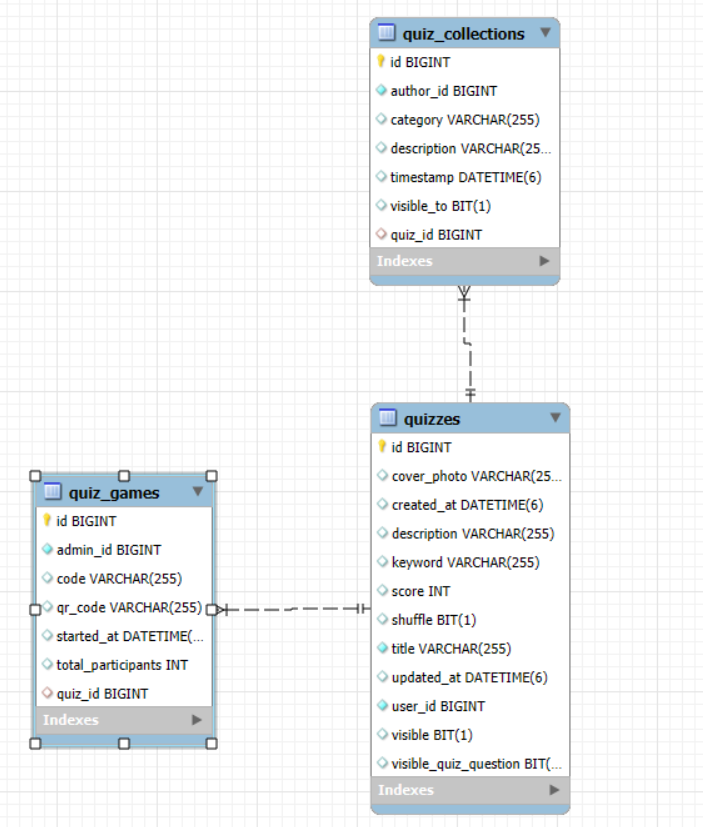 quiz_collections
id BIGINT
author_id BIGINT
category VARCHAR(255)
description VARCHAR(25...
timestamp DATETIME(6)
visible_to BIT(1)
quiz_id BIGINT
Indexes
quizzes
id BIGINT
cover_photo VARCHAR(25...
created_at DATETIME(6)
description VARCHAR(255)
keyword VARCHAR(255)
score INT
shuffle BIT(1)
title VARCHAR(255)
updated_at DATETIME(6)
user_id BIGINT
visible BIT(1)
visible_quiz_question BIT(...
Indexes
quiz_games
id BIGINT
admin_id BIGINT
code VARCHAR(255)
qr_code VARCHAR(255)
started_at DATETIME(...
total_participants INT
quiz_id BIGINT
Indexes